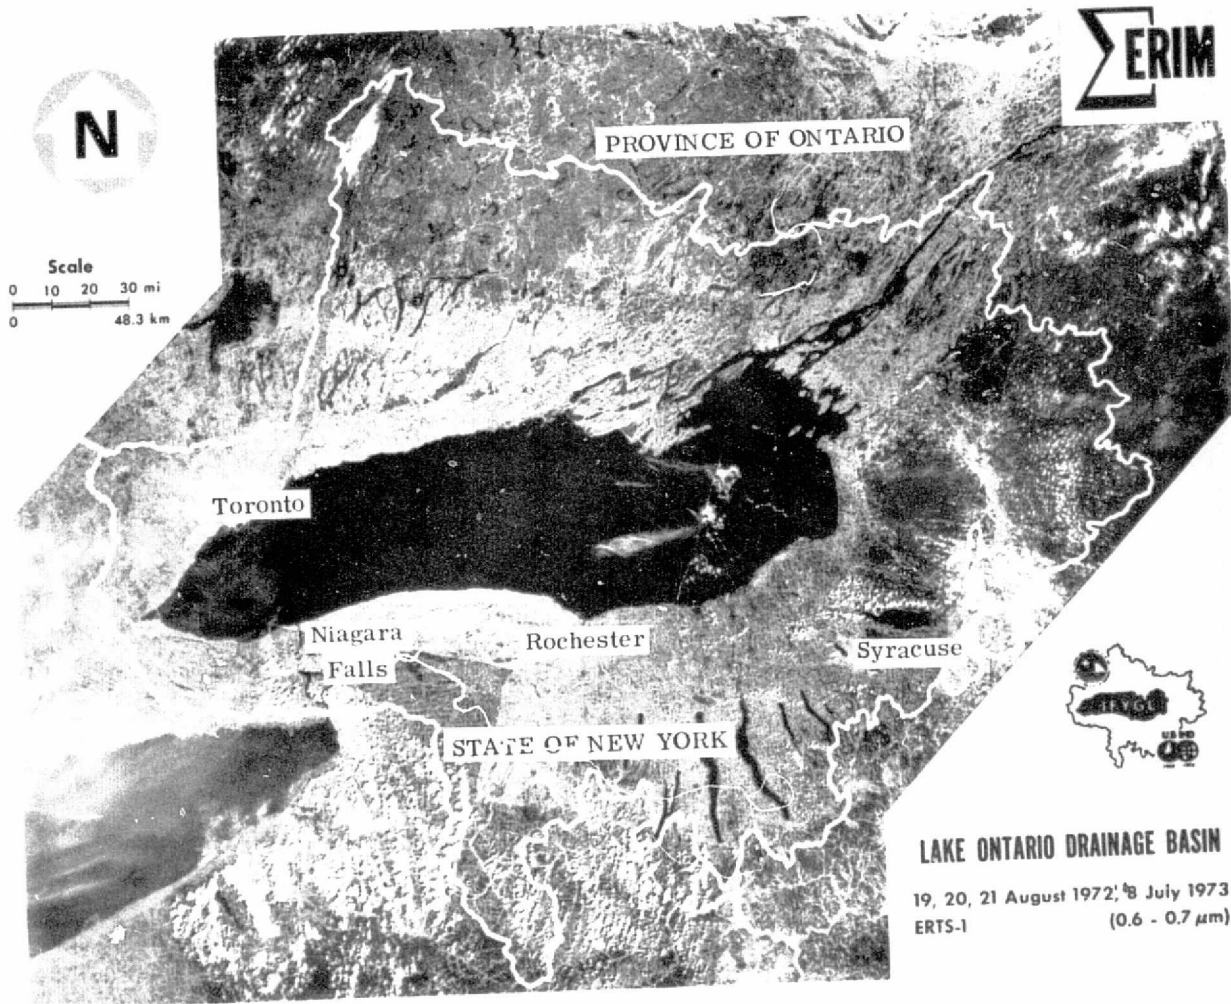 ERIM
N
PROVINCE OF ONTARIO
Scale
0 10 20 30 mi
0 48.3 km
Toronto
Niagara
Falls
Rochester
Syracuse
STATE OF NEW YORK
IFYGL
LAKE ONTARIO DRAINAGE BASIN
19, 20, 21 August 1972, 8 July 1973
ERTS-1 (0.6 - 0.7 μm)